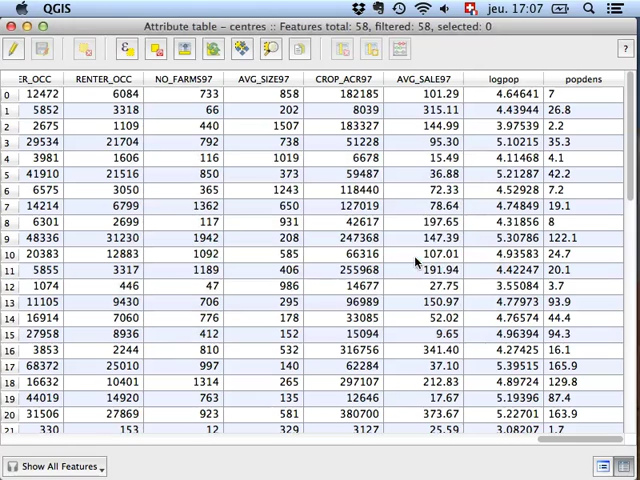 QGIS jeu. 17:07
Attribute table - centres :: Features total: 58, filtered: 58, selected: 0
ε ?
ER_OCC RENTER_OCC NO_FARMS97 AVG_SIZE97 CROP_ACR97 AVG_SALE97 logpop popdens
0 12472 6084 733 858 182185 101.29 4.64641 7
1 5852 3318 66 202 8039 315.11 4.43944 26.8
2 2675 1109 440 1507 183327 144.99 3.97539 2.2
3 29534 21704 792 738 51228 95.30 5.10215 35.3
4 3981 1606 116 1019 6678 15.49 4.11468 4.1
5 41910 21516 850 373 59487 36.88 5.21287 42.2
6 6575 3050 365 1243 118440 72.33 4.52928 7.2
7 14214 6799 1362 650 127019 78.64 4.74849 19.1
8 6301 2699 117 931 42617 197.65 4.31856 8
9 48336 31230 1942 208 247368 147.39 5.30786 122.1
10 20383 12883 1092 585 66316 107.01 4.93583 24.7
11 5855 3317 1189 406 255968 191.94 4.42247 20.1
12 1074 446 47 986 14677 27.75 3.55084 3.7
13 11105 9430 706 295 96989 150.97 4.77973 93.9
14 16914 7060 776 178 33085 52.02 4.76574 44.4
15 27958 8936 412 152 15094 9.65 4.96394 94.3
16 3853 2244 810 532 316756 341.40 4.27425 16.1
17 68372 25010 997 140 62284 37.10 5.39515 165.9
18 16632 10401 1314 265 297107 212.83 4.89724 129.8
19 44019 14920 763 135 12646 17.67 5.19396 87.4
20 31506 27869 923 581 380700 373.67 5.22701 163.9
21 330 153 12 329 3127 25.59 3.08207 1.7
Show All Features